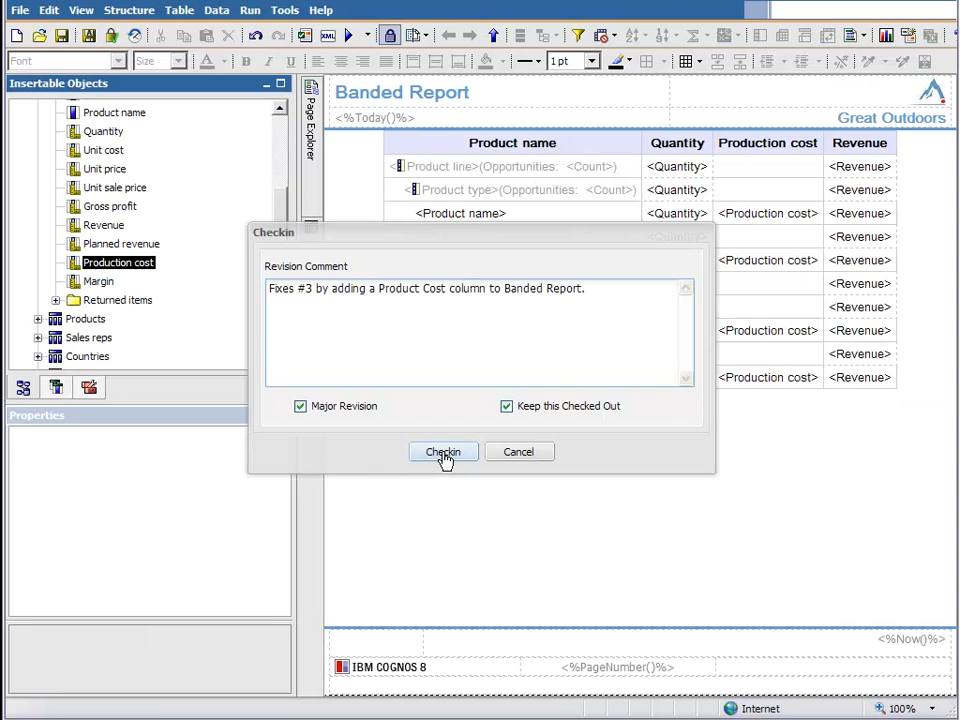 File Edit View Structure Table Data Run Tools Help
Font Size 1 pt
Insertable Objects
Product name
Quantity
Unit cost
Unit price
Unit sale price
Gross profit
Revenue
Planned revenue
Production cost
Margin
Returned items
Products
Sales reps
Countries
Properties
Page Explorer
Banded Report
<%Today()%>
Great Outdoors
Product name Quantity Production cost Revenue
<Product line>(Opportunities: <Count>) <Quantity> <Revenue>
<Product type>(Opportunities: <Count>) <Quantity> <Revenue>
<Product name> <Quantity> <Production cost> <Revenue>
<Quantity> <Revenue>
<Production cost> <Revenue>
<Revenue>
<Revenue>
<Production cost> <Revenue>
<Revenue>
<Production cost> <Revenue>
Checkin
Revision Comment
Fixes #3 by adding a Product Cost column to Banded Report.
Major Revision Keep this Checked Out
Checkin Cancel
<%Now()%>
IBM COGNOS 8 <%PageNumber()%>
Internet 100%